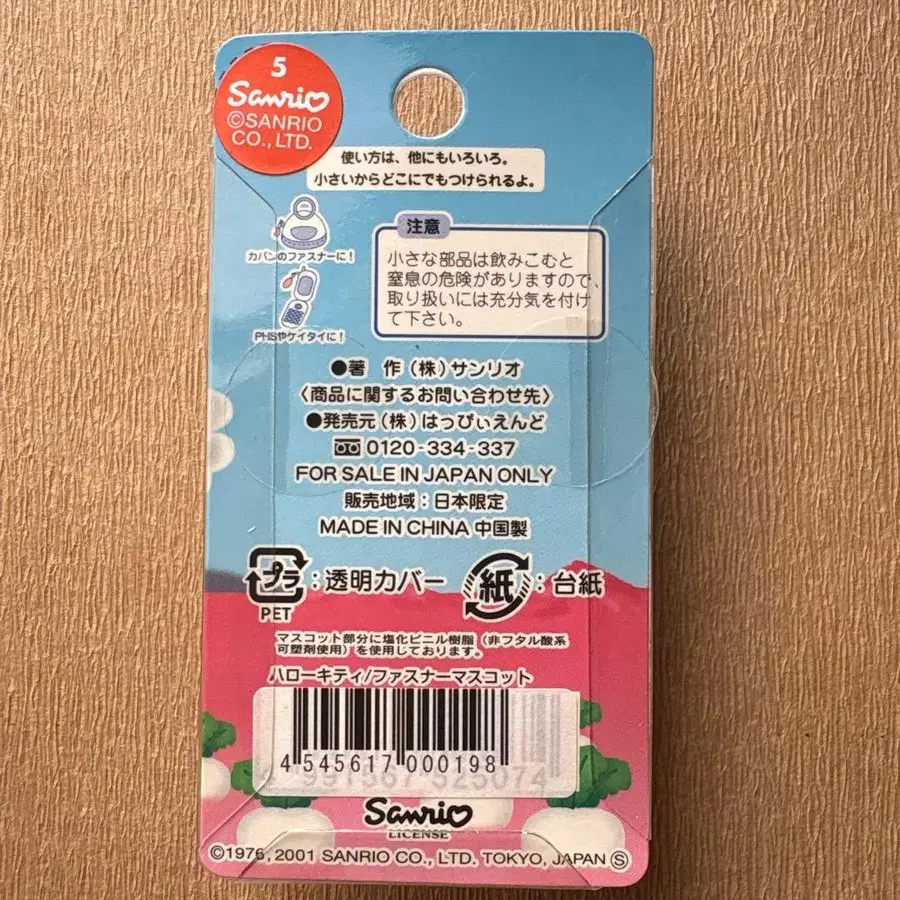 5
Sanrio
©SANRIO
CO., LTD.
使い方は、他にもいろいろ。
小さいからどこにでもつけられるよ。
カバンのファスナーに!
PHSやケイタイに!
注意
小さな部品は飲みこむと
窒息の危険がありますので、
取り扱いには充分気を付け
て下さい。
●著 作(株)サンリオ
〈商品に関するお問い合わせ先〉
●発売元(株)はっぴぃえんど
0120-334-337
FOR SALE IN JAPAN ONLY
販売地域:日本限定
MADE IN CHINA 中国製
プラ:透明カバー
PET
紙:台紙
マスコット部分に塩化ビニル樹脂(非フタル酸系
可塑剤使用)を使用しております。
ハローキティ/ファスナーマスコット
4 545617 000198
Sanrio
LICENSE
©1976, 2001 SANRIO CO., LTD. TOKYO, JAPAN Ⓢ